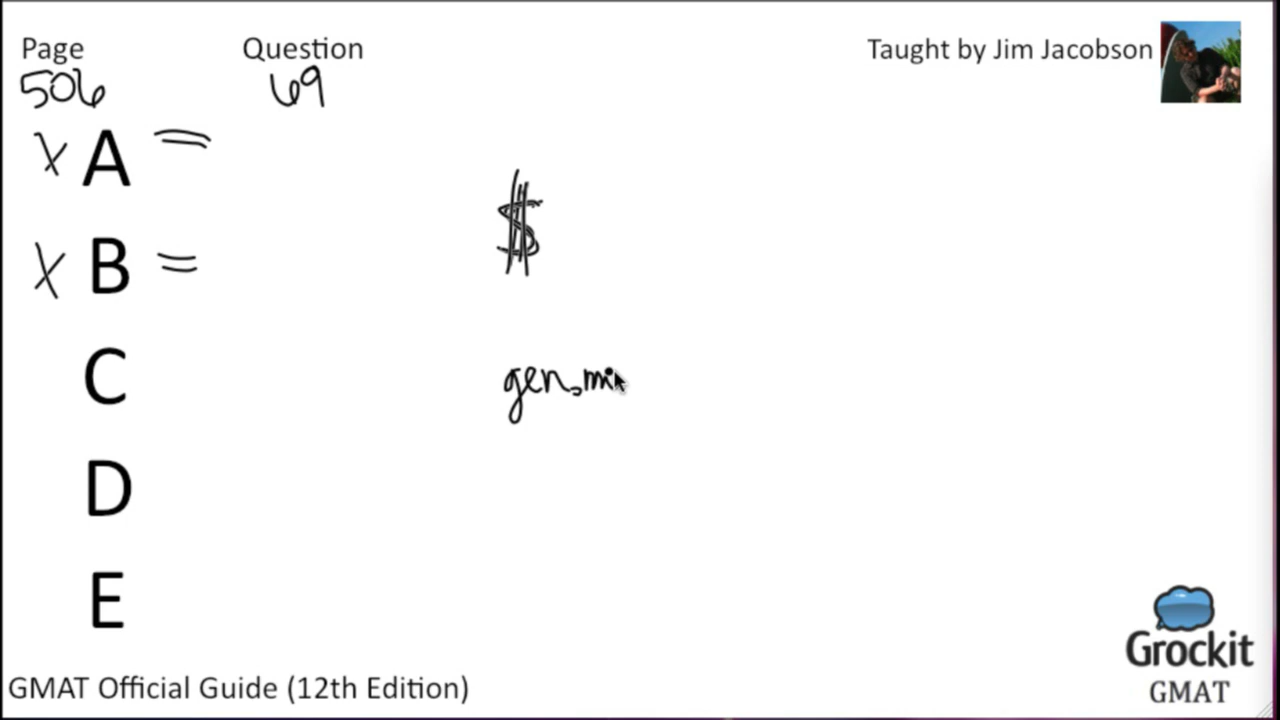 Page Question Taught by Jim Jacobson
506 69
x A =
x B =
$
C
gen, mi
D
E
Grockit
GMAT
GMAT Official Guide (12th Edition)